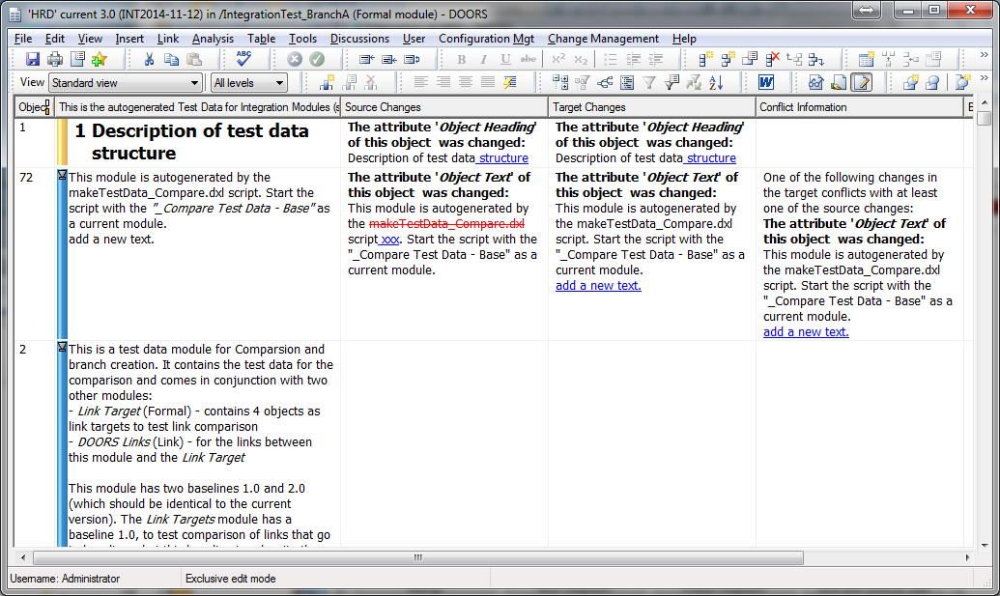 'HRD' current 3.0 (INT2014-11-12) in /IntegrationTest_BranchA (Formal module) - DOORS
File Edit View Insert Link Analysis Table Tools Discussions User Configuration Mgt Change Management Help
ABC B I U abc x² x₂
View Standard view All levels W
Object This is the autogenerated Test Data for Integration Modules (s Source Changes Target Changes Conflict Information E
1
1 Description of test data
structure
The attribute 'Object Heading'
of this object was changed:
Description of test data structure
The attribute 'Object Heading'
of this object was changed:
Description of test data structure
72
This module is autogenerated by the
makeTestData_Compare.dxl script. Start the
script with the "_Compare Test Data - Base" as
a current module.
add a new text.
The attribute 'Object Text' of
this object was changed:
This module is autogenerated by
the makeTestData_Compare.dxl
script xxx. Start the script with the
"_Compare Test Data - Base" as a
current module.
The attribute 'Object Text' of
this object was changed:
This module is autogenerated by
the makeTestData_Compare.dxl
script. Start the script with the
"_Compare Test Data - Base" as a
current module.
add a new text.
One of the following changes in
the target conflicts with at least
one of the source changes:
The attribute 'Object Text' of
this object was changed:
This module is autogenerated by
the makeTestData_Compare.dxl
script. Start the script with the
"_Compare Test Data - Base" as a
current module.
add a new text.
2
This is a test data module for Comparsion and
branch creation. It contains the test data for the
comparison and comes in conjunction with two
other modules:
- Link Target (Formal) - contains 4 objects as
link targets to test link comparison
- DOORS Links (Link) - for the links between
this module and the Link Target
This module has two baselines 1.0 and 2.0
(which should be identical to the current
version). The Link Targets module has a
baseline 1.0, to test comparison of links that go
Username: Administrator
Exclusive edit mode